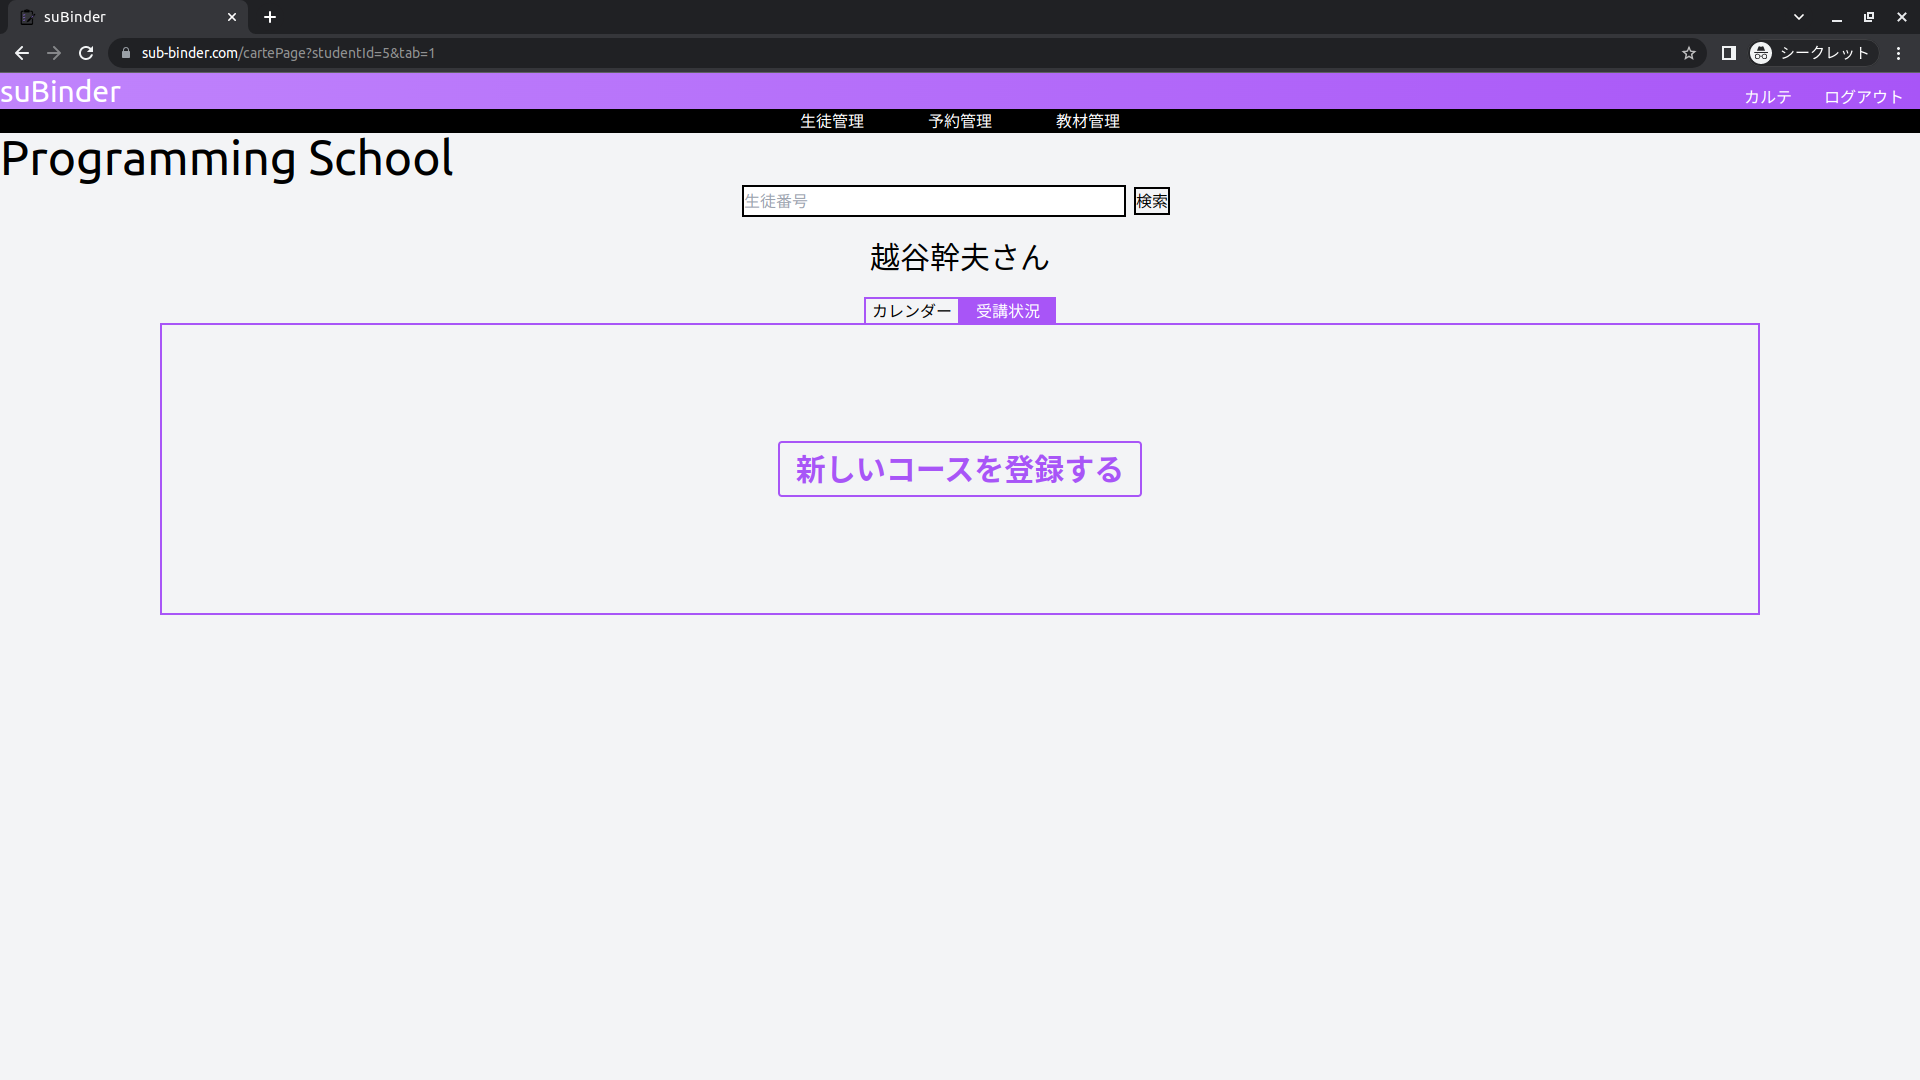 suBinder
sub-binder.com/cartePage?studentId=5&tab=1
シークレット
suBinder
カルテ ログアウト
生徒管理 予約管理 教材管理
Programming School
生徒番号 検索
越谷幹夫さん
カレンダー 受講状況
新しいコースを登録する